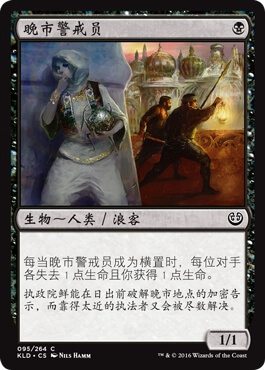 晚市警戒员
生物～人类／浪客
每当晚市警戒员成为横置时，每位对手
各失去1点生命且你获得1点生命。
执政院鲜能在日出前破解晚市地点的加密告
示，而靠得太近的执法者又会被尽数解决。
1/1
095/264 C
KLD • CS NILS HAMM
™ & © 2016 Wizards of the Coast